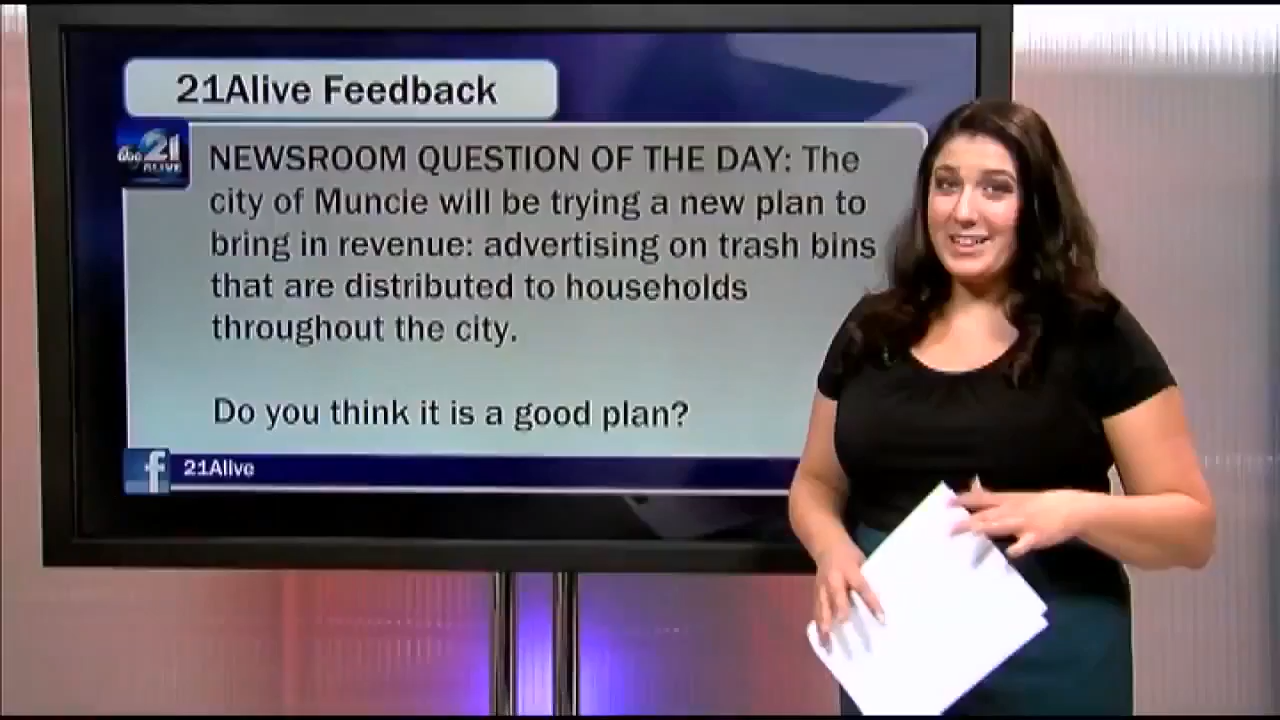 21Alive Feedback
abc 21
ALIVE
NEWSROOM QUESTION OF THE DAY: The
city of Muncie will be trying a new plan to
bring in revenue: advertising on trash bins
that are distributed to households
throughout the city.
Do you think it is a good plan?
f 21Alive